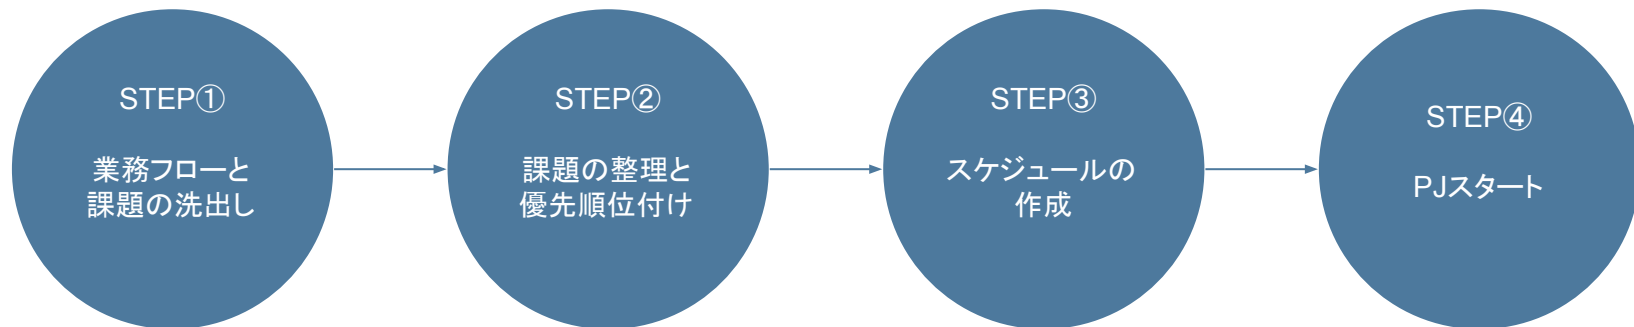 STEP①
業務フローと
課題の洗出し
STEP②
課題の整理と
優先順位付け
STEP③
スケジュールの
作成
STEP④
PJスタート